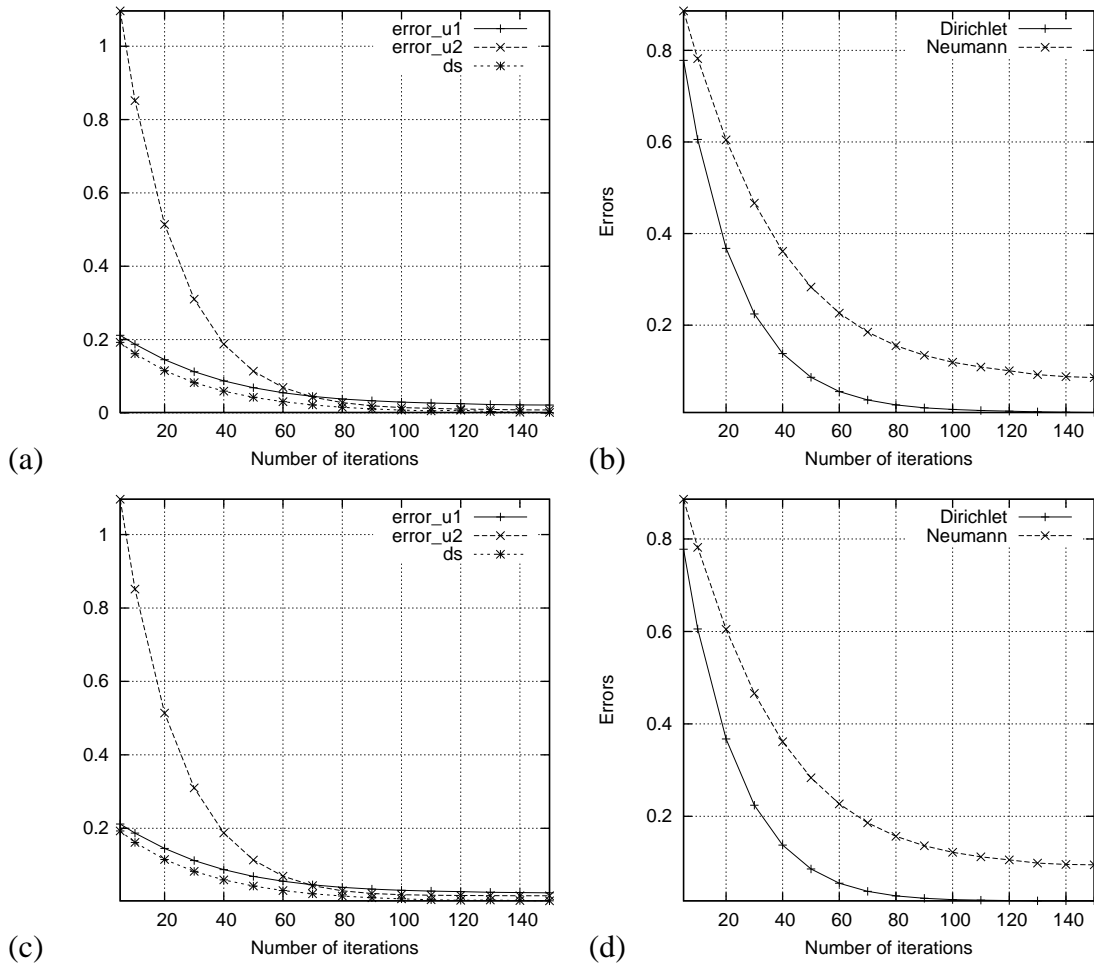 error_u1
error_u2
ds
1
0.8
0.6
0.4
0.2
0
20 40 60 80 100 120 140
Number of iterations
(a)
Dirichlet
Neumann
0.8
0.6
0.4
0.2
Errors
20 40 60 80 100 120 140
Number of iterations
(b)
error_u1
error_u2
ds
1
0.8
0.6
0.4
0.2
20 40 60 80 100 120 140
Number of iterations
(c)
Dirichlet
Neumann
0.8
0.6
0.4
0.2
Errors
20 40 60 80 100 120 140
Number of iterations
(d)